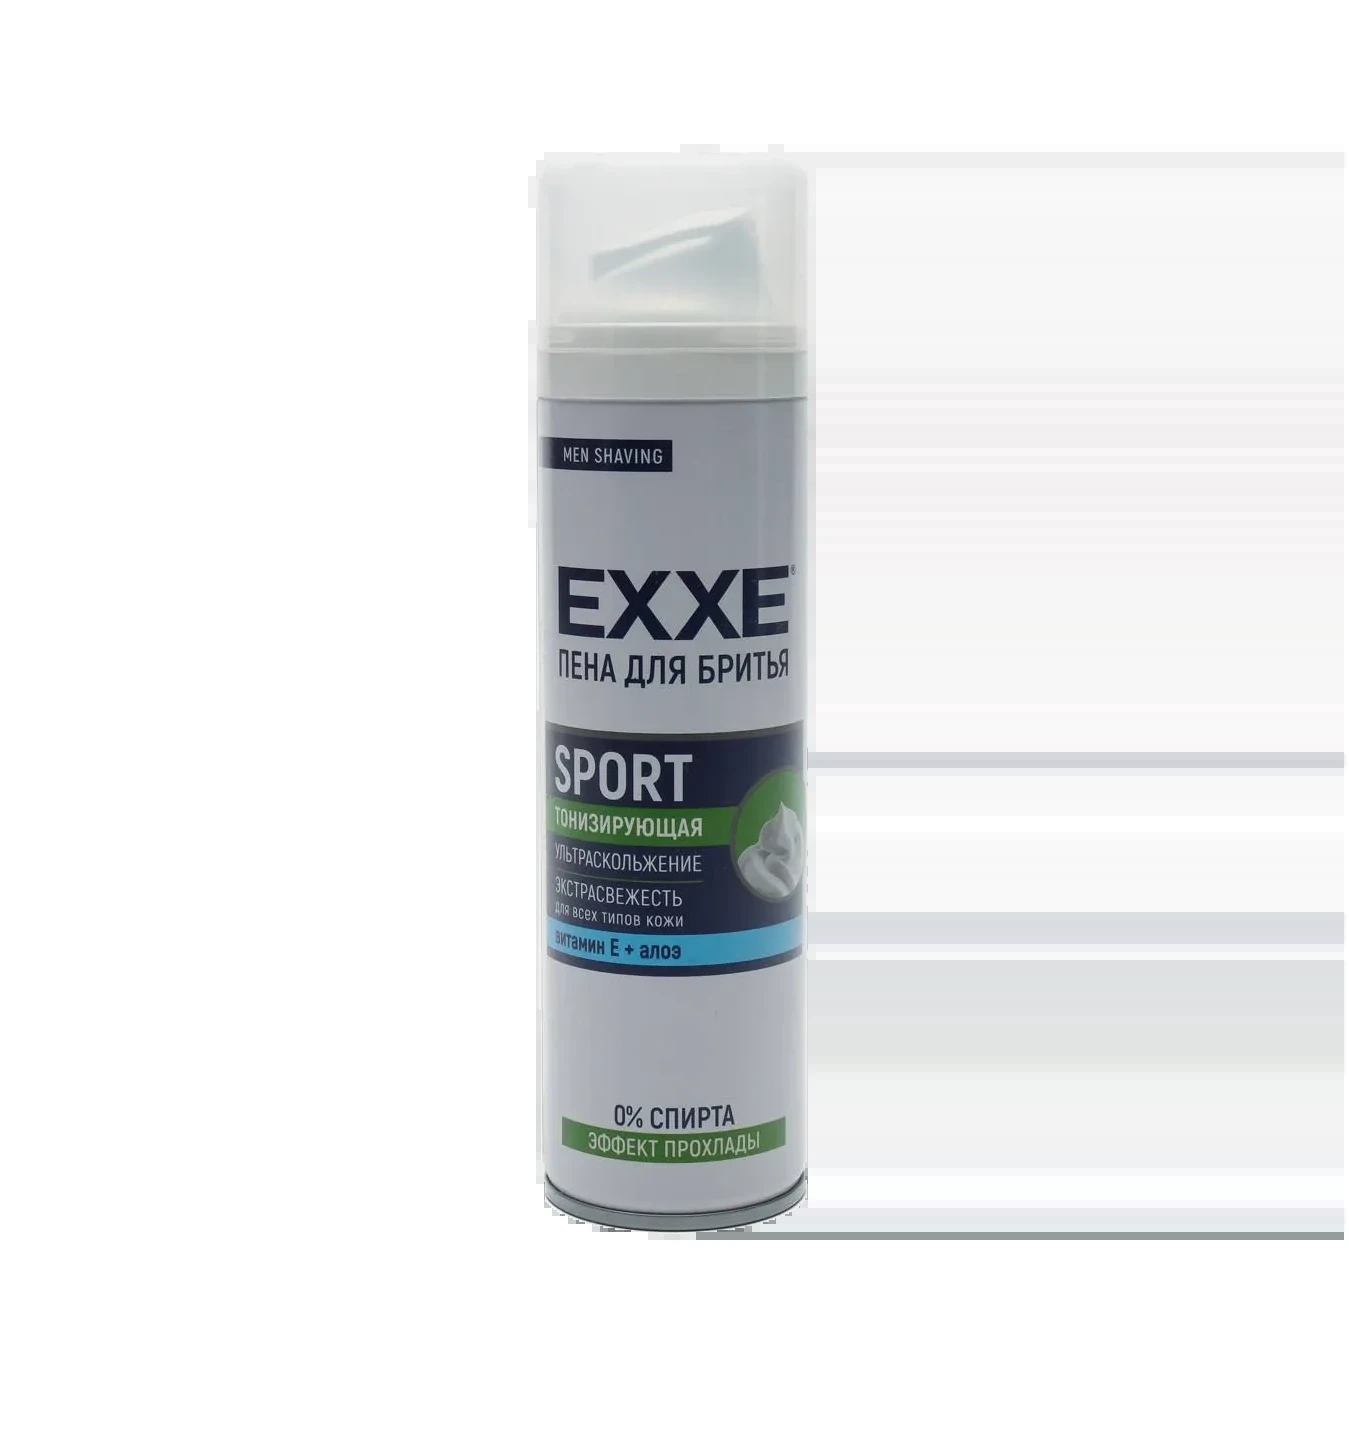 MEN SHAVING
EXXE®
ПЕНА ДЛЯ БРИТЬЯ
SPORT
ТОНИЗИРУЮЩАЯ
УЛЬТРАСКОЛЬЖЕНИЕ
ЭКСТРАСВЕЖЕСТЬ
для всех типов кожи
витамин Е + алоэ
0% СПИРТА
ЭФФЕКТ ПРОХЛАДЫ